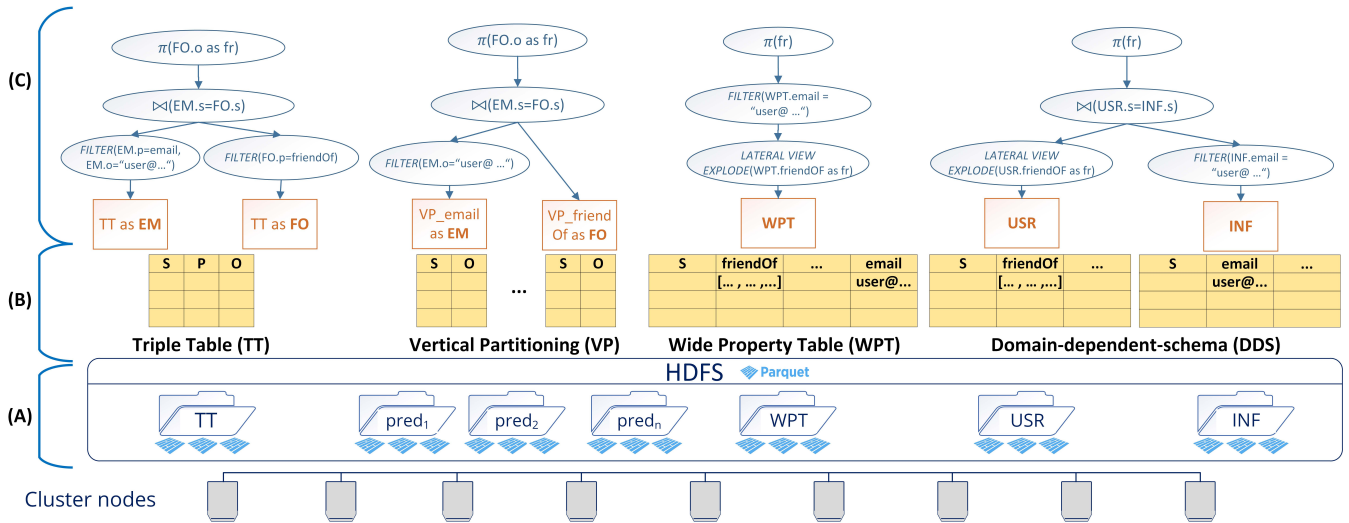 (C)
π(FO.o as fr)
⋈(EM.s=FO.s)
FILTER(EM.p=email,
EM.o=“user@ ...“)
FILTER(FO.p=friendOf)
TT as EM
TT as FO
π(FO.o as fr)
⋈(EM.s=FO.s)
FILTER(EM.o=“user@ ...“)
VP_email
as EM
VP_friend
Of as FO
π(fr)
FILTER(WPT.email =
“user@ ...“)
LATERAL VIEW
EXPLODE(WPT.friendOF as fr)
WPT
π(fr)
⋈(USR.s=INF.s)
LATERAL VIEW
EXPLODE(USR.friendOF as fr)
FILTER(INF.email =
“user@ ...“)
USR
INF
(B)
S P O
Triple Table (TT)
S O
...
S O
Vertical Partitioning (VP)
S friendOf ... email
[... , ... ,...] user@...
Wide Property Table (WPT)
S friendOf ...
[... , ... ,...]
S email ...
user@...
Domain-dependent-schema (DDS)
(A)
HDFS Parquet
TT
pred1
pred2
predn
WPT
USR
INF
Cluster nodes